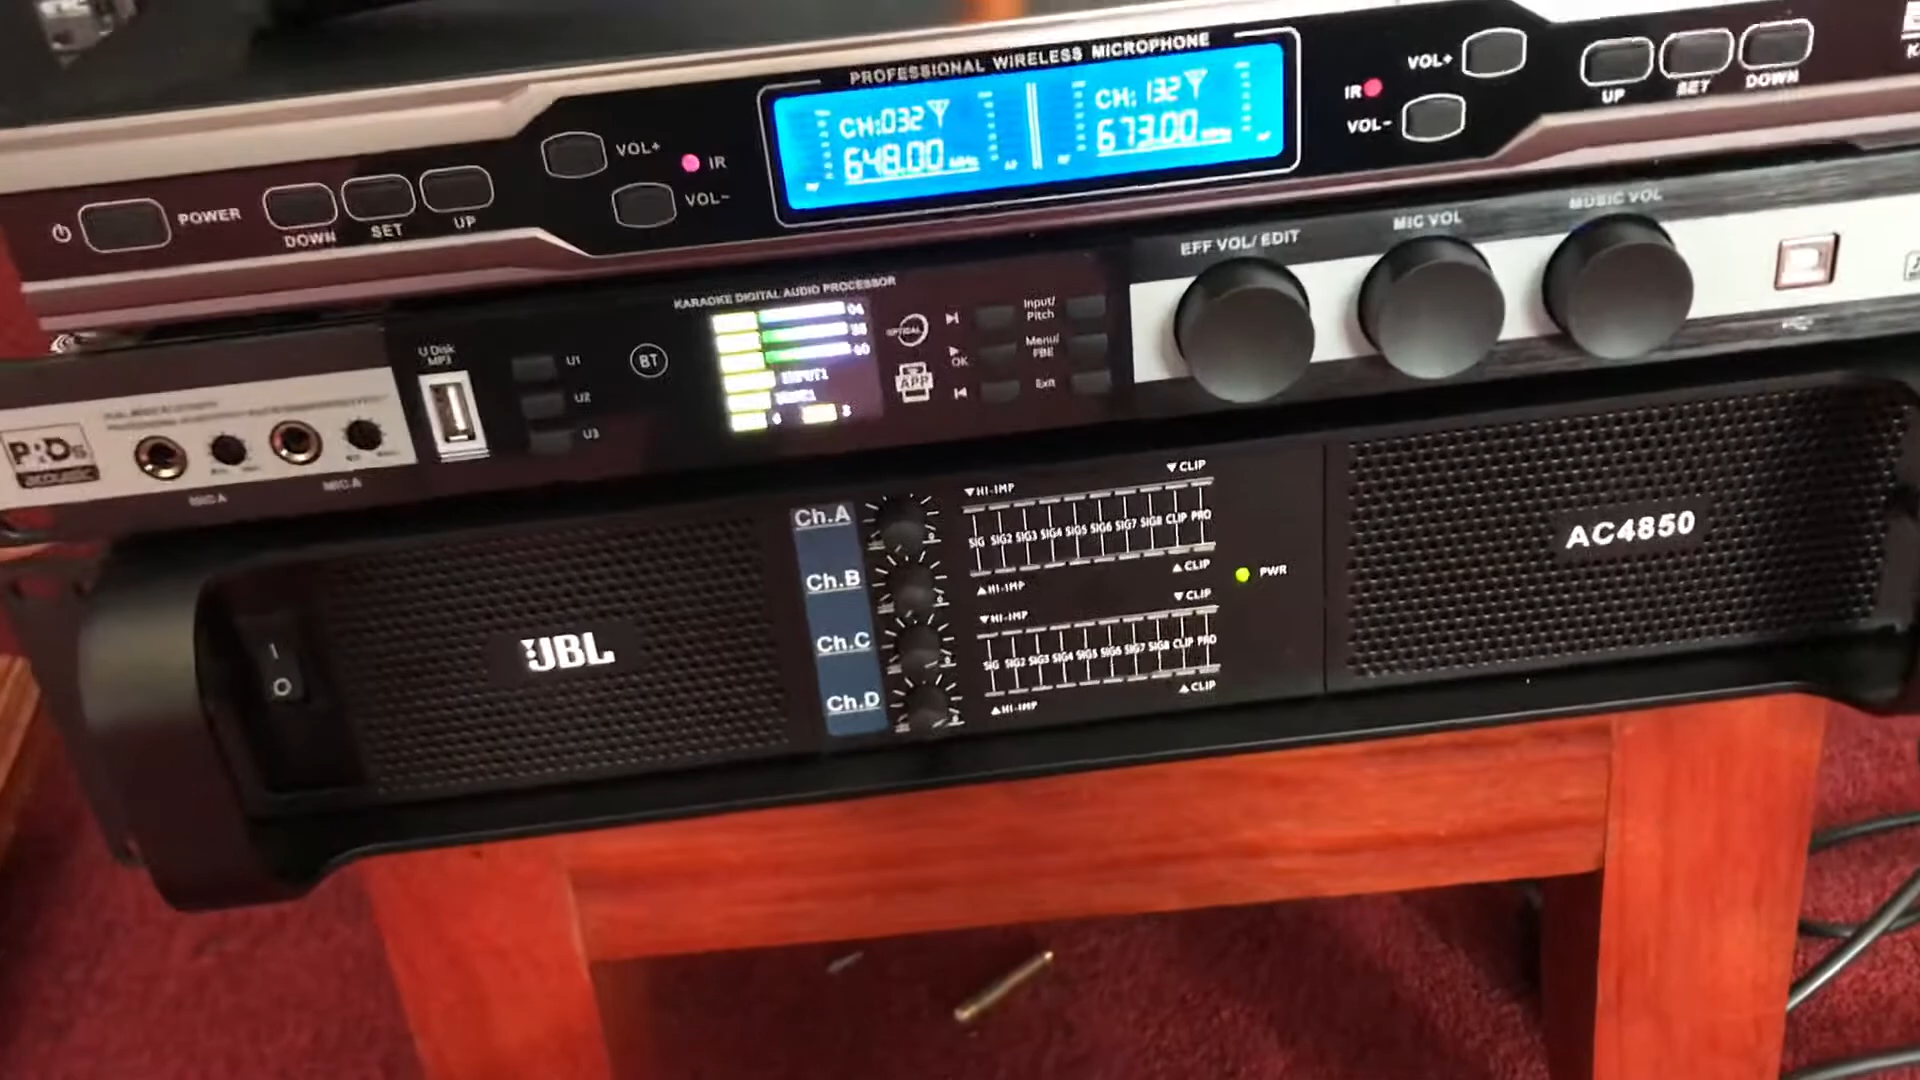 PROFESSIONAL WIRELESS MICROPHONE
CH:032
648.00 MHz
CH: 132
673.00 MHz
POWER
DOWN
SET
UP
VOL+
VOL-
IR
VOL+
IR
VOL-
UP
SET
DOWN
KARAOKE DIGITAL AUDIO PROCESSOR
U Disk
MP3
U1
U2
U3
BT
OPTICAL
APP
OK
Input/
Pitch
Menu/
FBE
Exit
EFF VOL/ EDIT
MIC VOL
MUSIC VOL
acoustic
MIC A
MIC A
JBL
Ch.A
Ch.B
Ch.C
Ch.D
▼HI-IMP
▼CLIP
SIG SIG2 SIG3 SIG4 SIG5 SIG6 SIG7 SIG8 CLIP PRO
▲HI-IMP
▲CLIP
▼HI-IMP
▼CLIP
SIG SIG2 SIG3 SIG4 SIG5 SIG6 SIG7 SIG8 CLIP PRO
▲HI-IMP
▲CLIP
PWR
AC4850